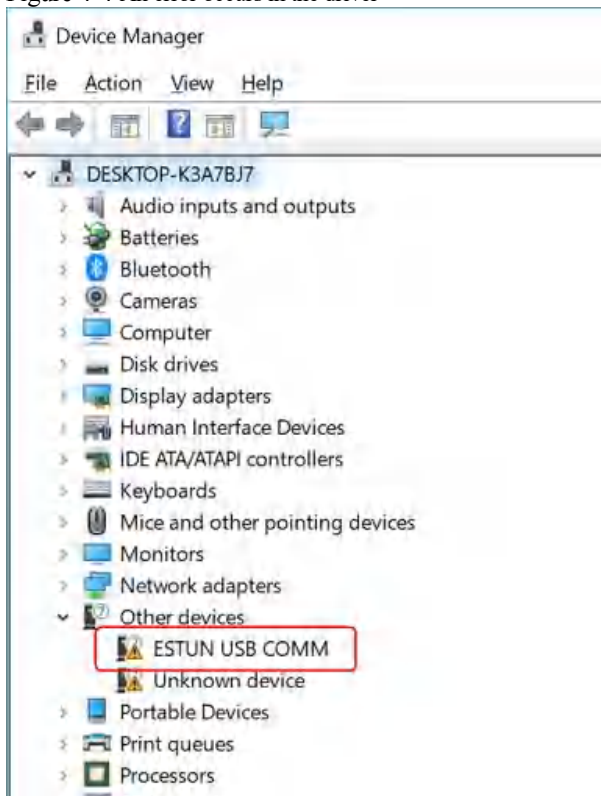 Device Manager
File Action View Help
DESKTOP-K3A7BJ7
Audio inputs and outputs
Batteries
Bluetooth
Cameras
Computer
Disk drives
Display adapters
Human Interface Devices
IDE ATA/ATAPI controllers
Keyboards
Mice and other pointing devices
Monitors
Network adapters
Other devices
ESTUN USB COMM
Unknown device
Portable Devices
Print queues
Processors